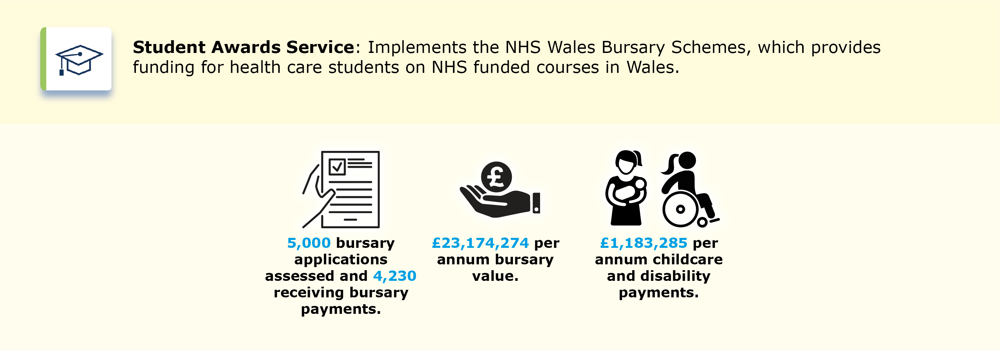 Student Awards Service: Implements the NHS Wales Bursary Schemes, which provides
funding for health care students on NHS funded courses in Wales.
£
5,000 bursary
applications
assessed and 4,230
receiving bursary
payments.
£23,174,274 per
annum bursary
value.
£1,183,285 per
annum childcare
and disability
payments.